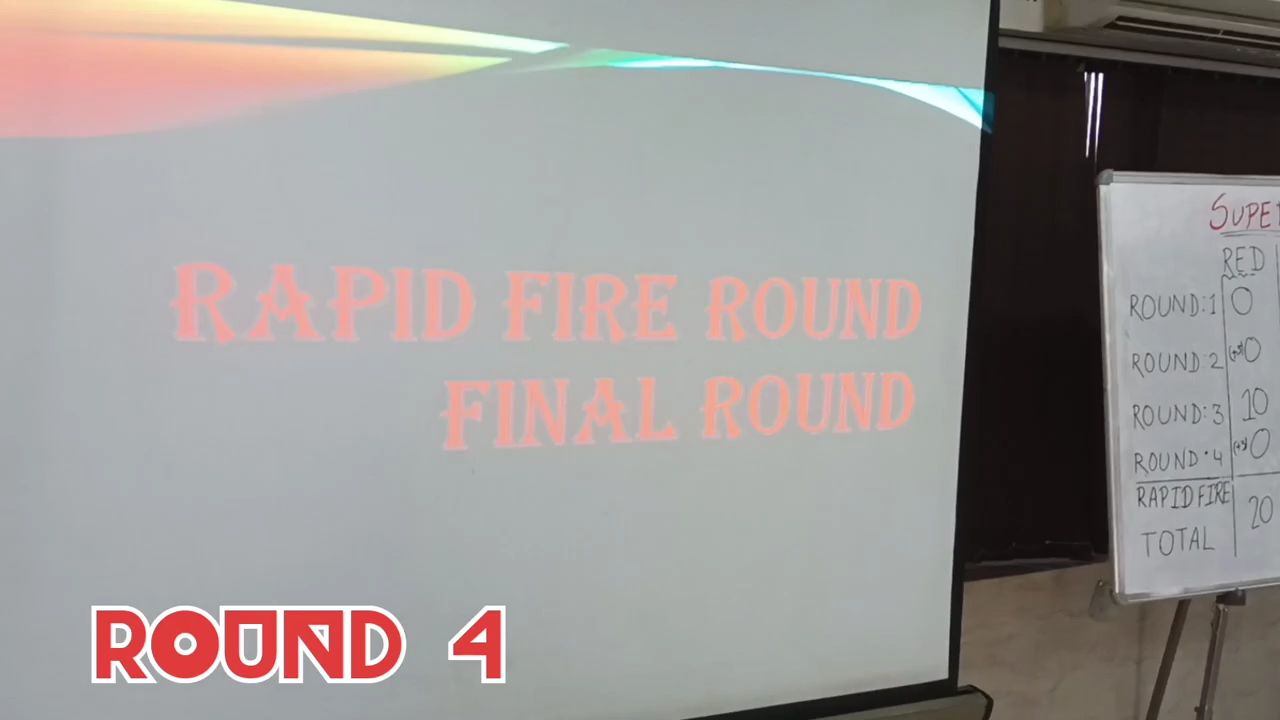 RAPID FIRE ROUND
FINAL ROUND
ROUND 4
SUPE
RED
ROUND:1 0
ROUND:2 0
ROUND:3 10
ROUND:4 0
RAPID FIRE
20
TOTAL